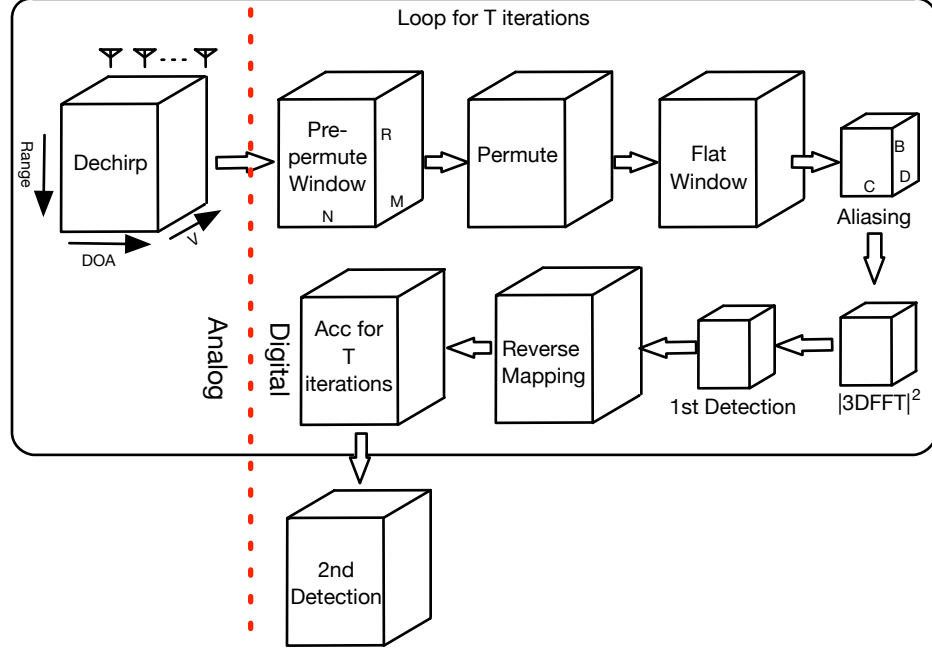 Loop for T iterations
Range
Dechirp
DOA
V
Pre-
permute
Window
R
N
M
Permute
Flat
Window
B
C
D
Aliasing
Analog
Digital
Acc for
T
iterations
Reverse
Mapping
1st Detection
|3DFFT|²
2nd
Detection